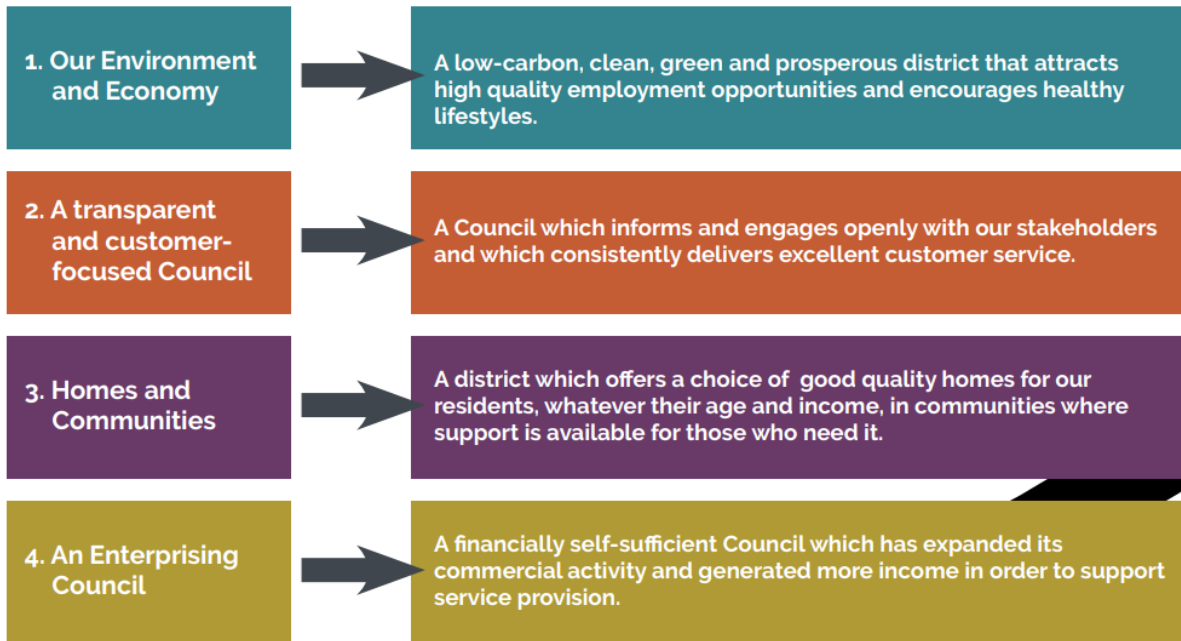 1. Our Environment
and Economy
A low-carbon, clean, green and prosperous district that attracts
high quality employment opportunities and encourages healthy
lifestyles.
2. A transparent
and customer-
focused Council
A Council which informs and engages openly with our stakeholders
and which consistently delivers excellent customer service.
3. Homes and
Communities
A district which offers a choice of good quality homes for our
residents, whatever their age and income, in communities where
support is available for those who need it.
4. An Enterprising
Council
A financially self-sufficient Council which has expanded its
commercial activity and generated more income in order to support
service provision.